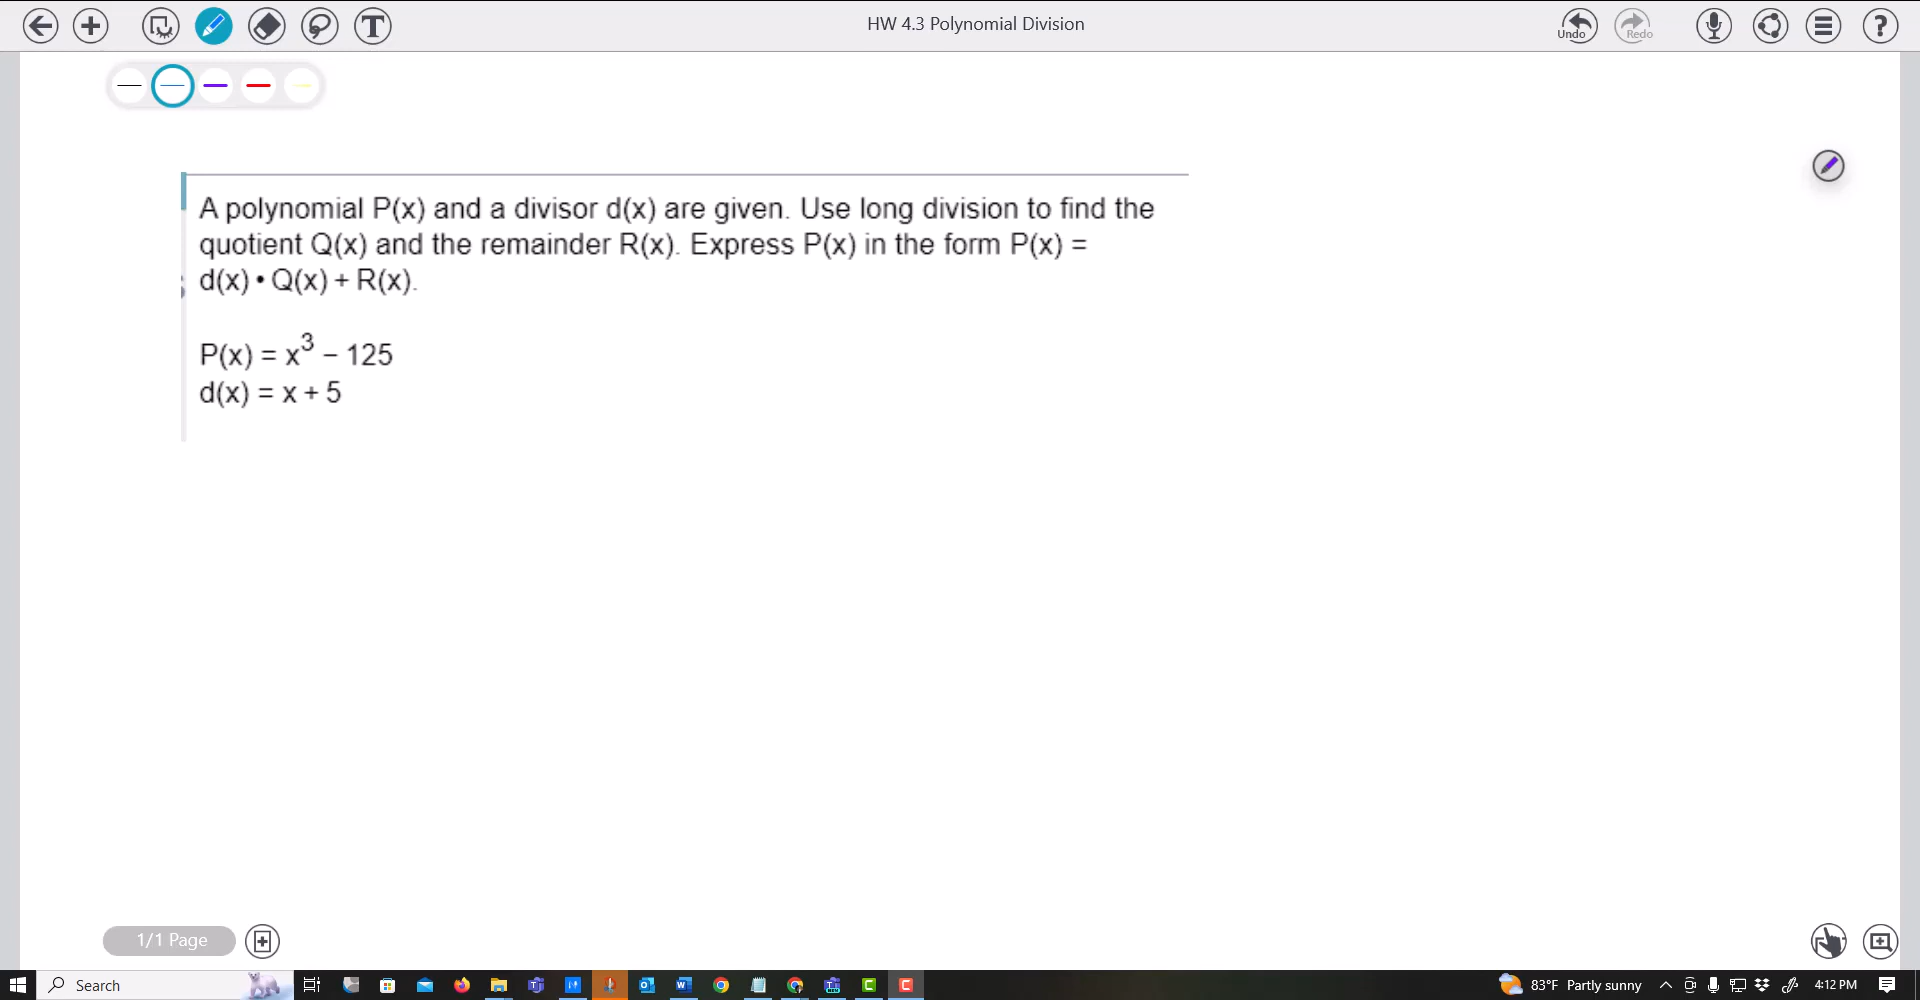 HW 4.3 Polynomial Division
Undo
Redo
A polynomial P(x) and a divisor d(x) are given. Use long division to find the
quotient Q(x) and the remainder R(x). Express P(x) in the form P(x) =
d(x) • Q(x) + R(x).
P(x) = x³ − 125
d(x) = x + 5
1/1 Page
Search
83°F Partly sunny
4:12 PM